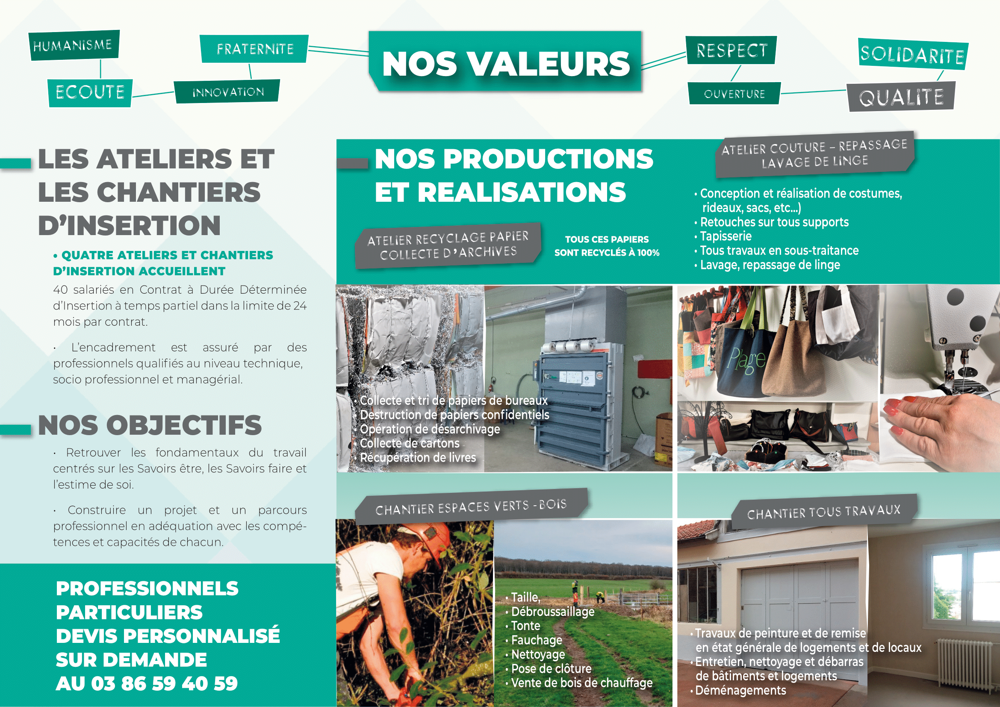 HUMANISME
FRATERNITE
ECOUTE
INNOVATION
NOS VALEURS
RESPECT
SOLIDARITE
OUVERTURE
QUALITE
LES ATELIERS ET
LES CHANTIERS
D’INSERTION
• QUATRE ATELIERS ET CHANTIERS
D’INSERTION ACCUEILLENT
40 salariés en Contrat à Durée Déterminée
d’Insertion à temps partiel dans la limite de 24
mois par contrat.
· L’encadrement est assuré par des
professionnels qualifiés au niveau technique,
socio professionnel et managérial.
NOS OBJECTIFS
· Retrouver les fondamentaux du travail
centrés sur les Savoirs être, les Savoirs faire et
l’estime de soi.
· Construire un projet et un parcours
professionnel en adéquation avec les compé-
tences et capacités de chacun.
PROFESSIONNELS
PARTICULIERS
DEVIS PERSONNALISÉ
SUR DEMANDE
AU 03 86 59 40 59
NOS PRODUCTIONS
ET REALISATIONS
ATELIER RECYCLAGE PAPIER
COLLECTE D’ARCHIVES
TOUS CES PAPIERS
SONT RECYCLÉS À 100%
• Collecte et tri de papiers de bureaux
• Destruction de papiers confidentiels
• Opération de désarchivage
• Collecte de cartons
• Récupération de livres
ATELIER COUTURE – REPASSAGE
LAVAGE DE LINGE
• Conception et réalisation de costumes,
rideaux, sacs, etc...)
• Retouches sur tous supports
• Tapisserie
• Tous travaux en sous-traitance
• Lavage, repassage de linge
Plage
CHANTIER ESPACES VERTS - BOIS
• Taille,
• Débroussaillage
• Tonte
• Fauchage
• Nettoyage
• Pose de clôture
• Vente de bois de chauffage
CHANTIER TOUS TRAVAUX
• Travaux de peinture et de remise
en état générale de logements et de locaux
• Entretien, nettoyage et débarras
de bâtiments et logements
• Déménagements